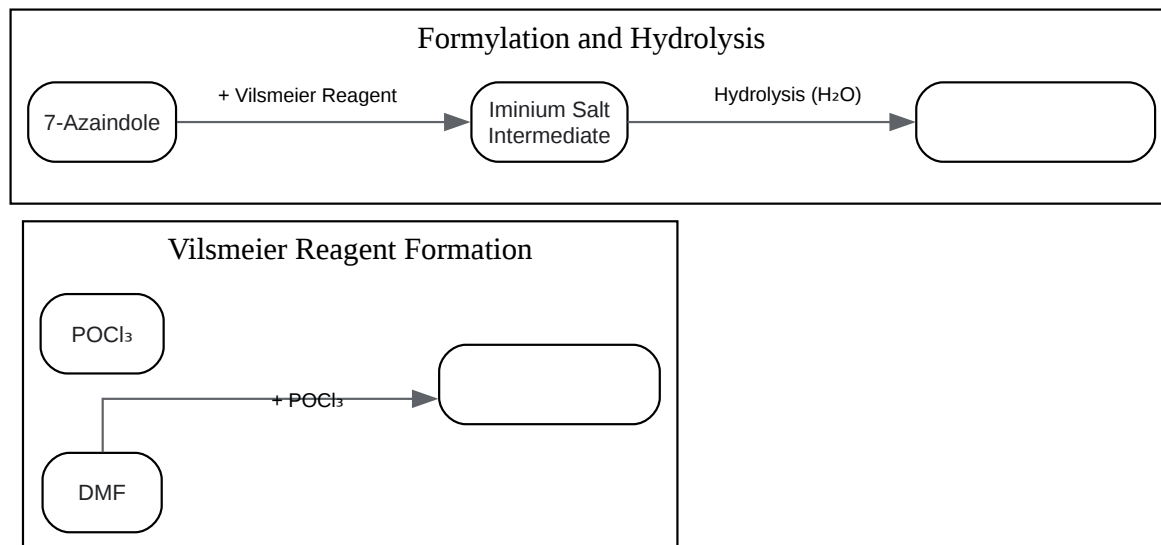 Formylation and Hydrolysis
+ Vilsmeier Reagent
Hydrolysis (H₂O)
7-Azaindole
Iminium Salt
Intermediate
Vilsmeier Reagent Formation
POCl₃
+ POCl₃
DMF